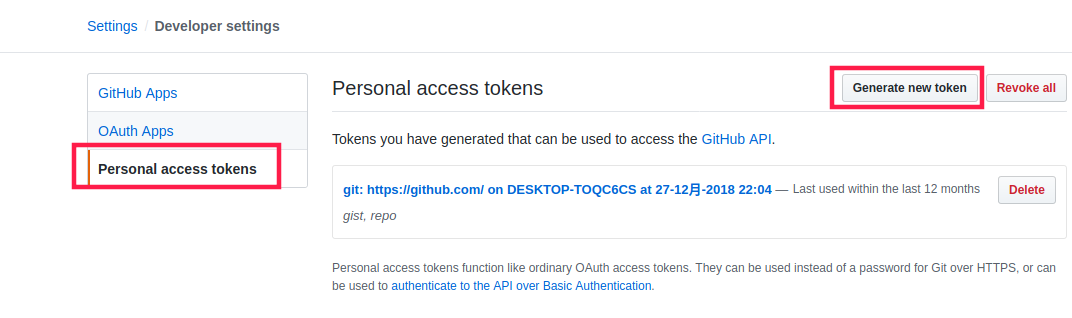 Settings / Developer settings
GitHub Apps
OAuth Apps
Personal access tokens
Personal access tokens
Generate new token
Revoke all
Tokens you have generated that can be used to access the GitHub API.
git: https://github.com/ on DESKTOP-TOQC6CS at 27-12月-2018 22:04 — Last used within the last 12 months
Delete
gist, repo
Personal access tokens function like ordinary OAuth access tokens. They can be used instead of a password for Git over HTTPS, or can
be used to authenticate to the API over Basic Authentication.